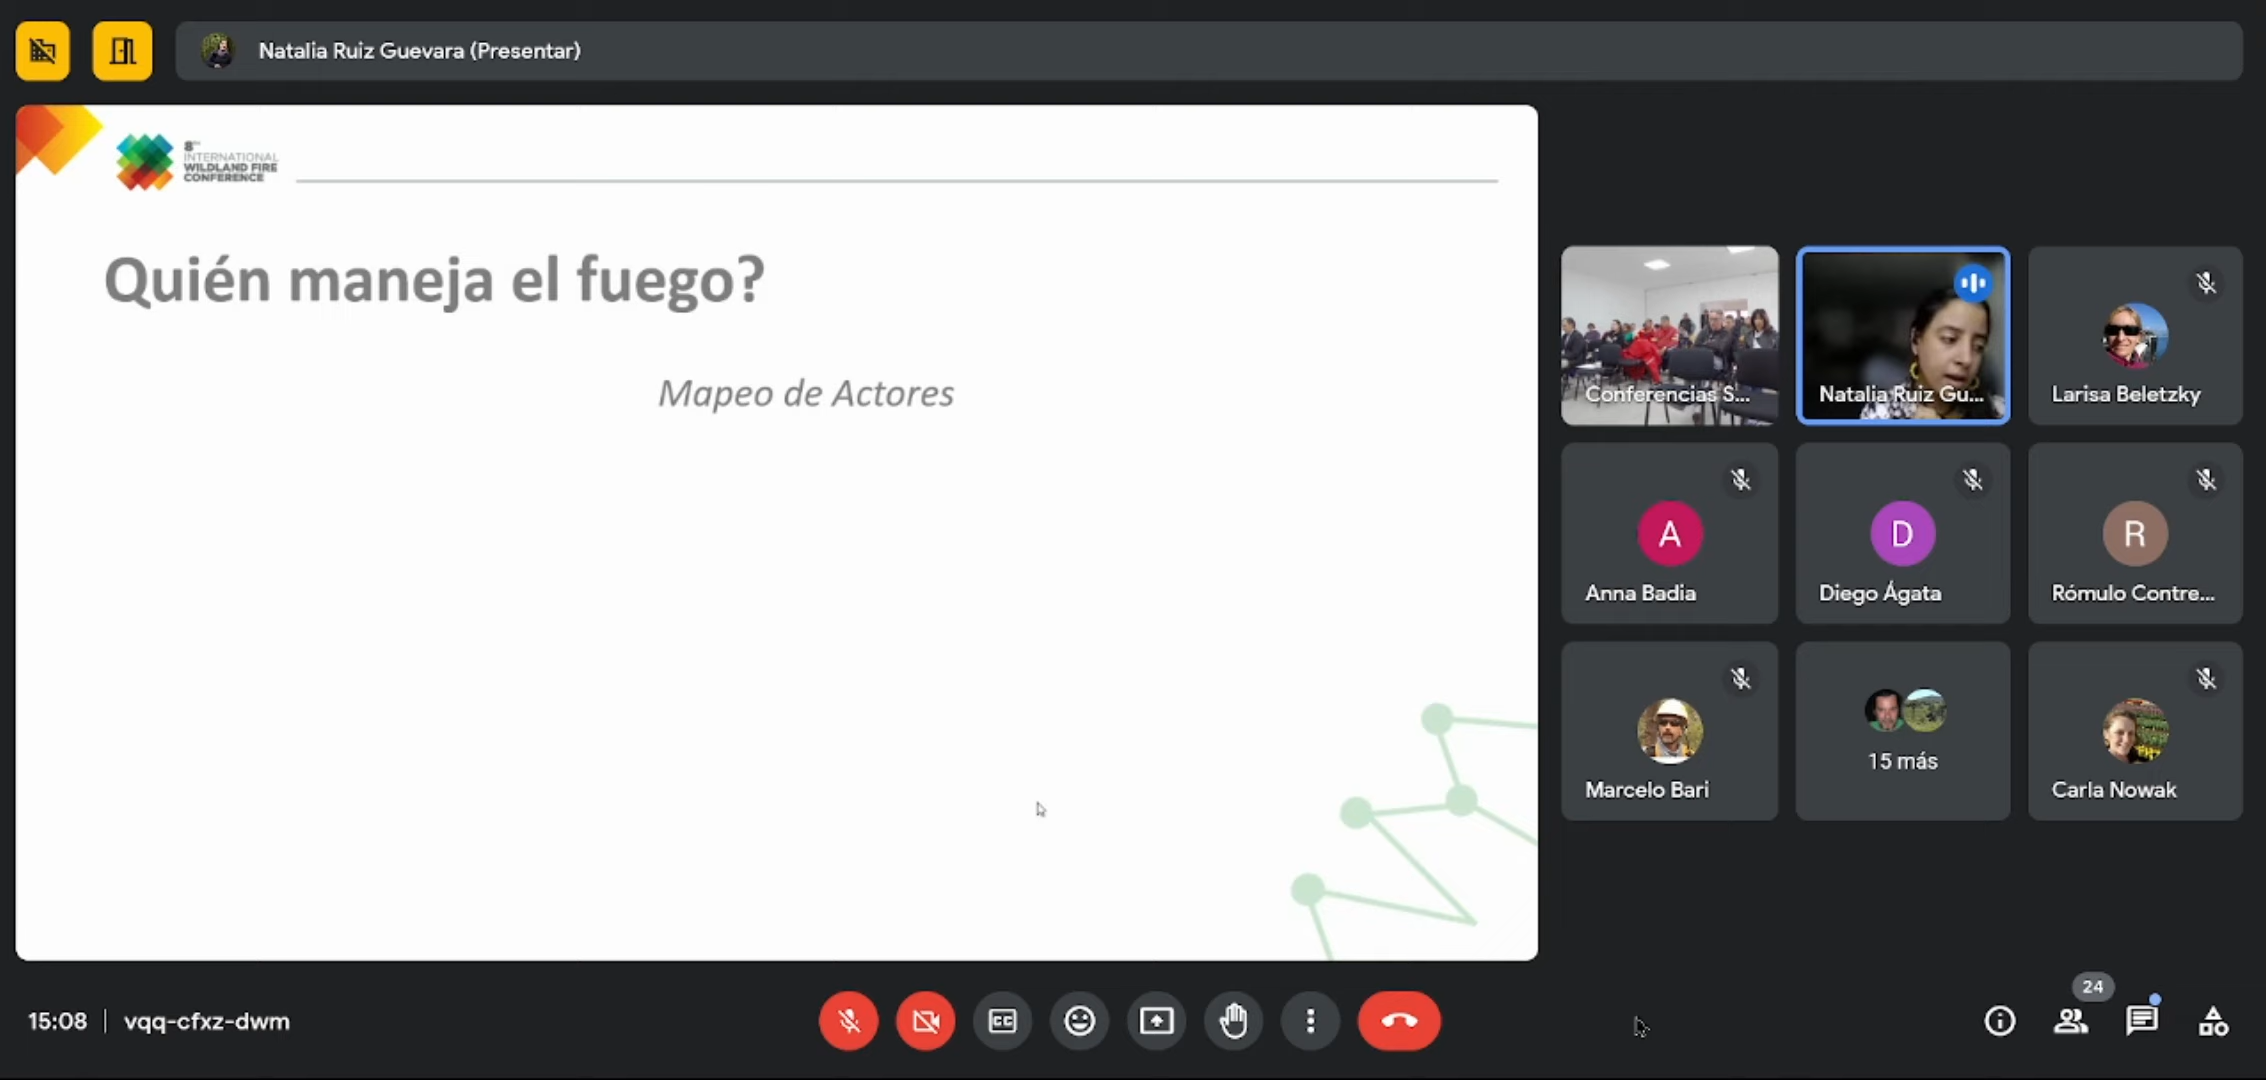 Natalia Ruiz Guevara (Presentar)
8TH
INTERNATIONAL
WILDLAND FIRE
CONFERENCE
Quién maneja el fuego?
Mapeo de Actores
Conferencias S...
Natalia Ruiz Gu...
Larisa Beletzky
A
Anna Badia
D
Diego Ágata
R
Rómulo Contre...
Marcelo Bari
15 más
Carla Nowak
15:08 | vqq-cfxz-dwm
CC
24